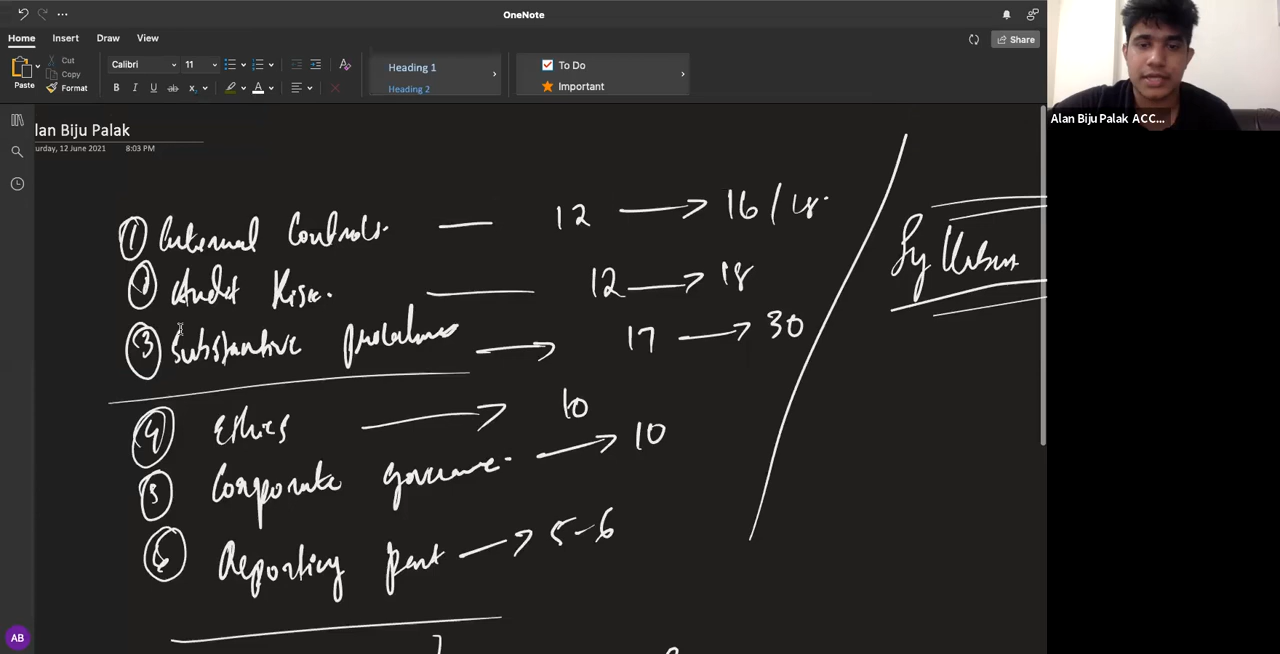 OneNote
Home Insert Draw View
Share
Paste
Cut
Copy
Format
Calibri 11
B I U ab x₂ A
Heading 1
Heading 2
To Do
Important
lan Biju Palak
urday, 12 June 2021 8:03 PM
Alan Biju Palak ACC...
① Internal Controls. — 12 → 16/18.
Audit Risk. — 12 → 18
③ Substantive procedures → 17 → 30
④ Ethics → 10
⑤ Corporate governance. → 10
⑥ Reporting part → 5-6
Syllabus
AB